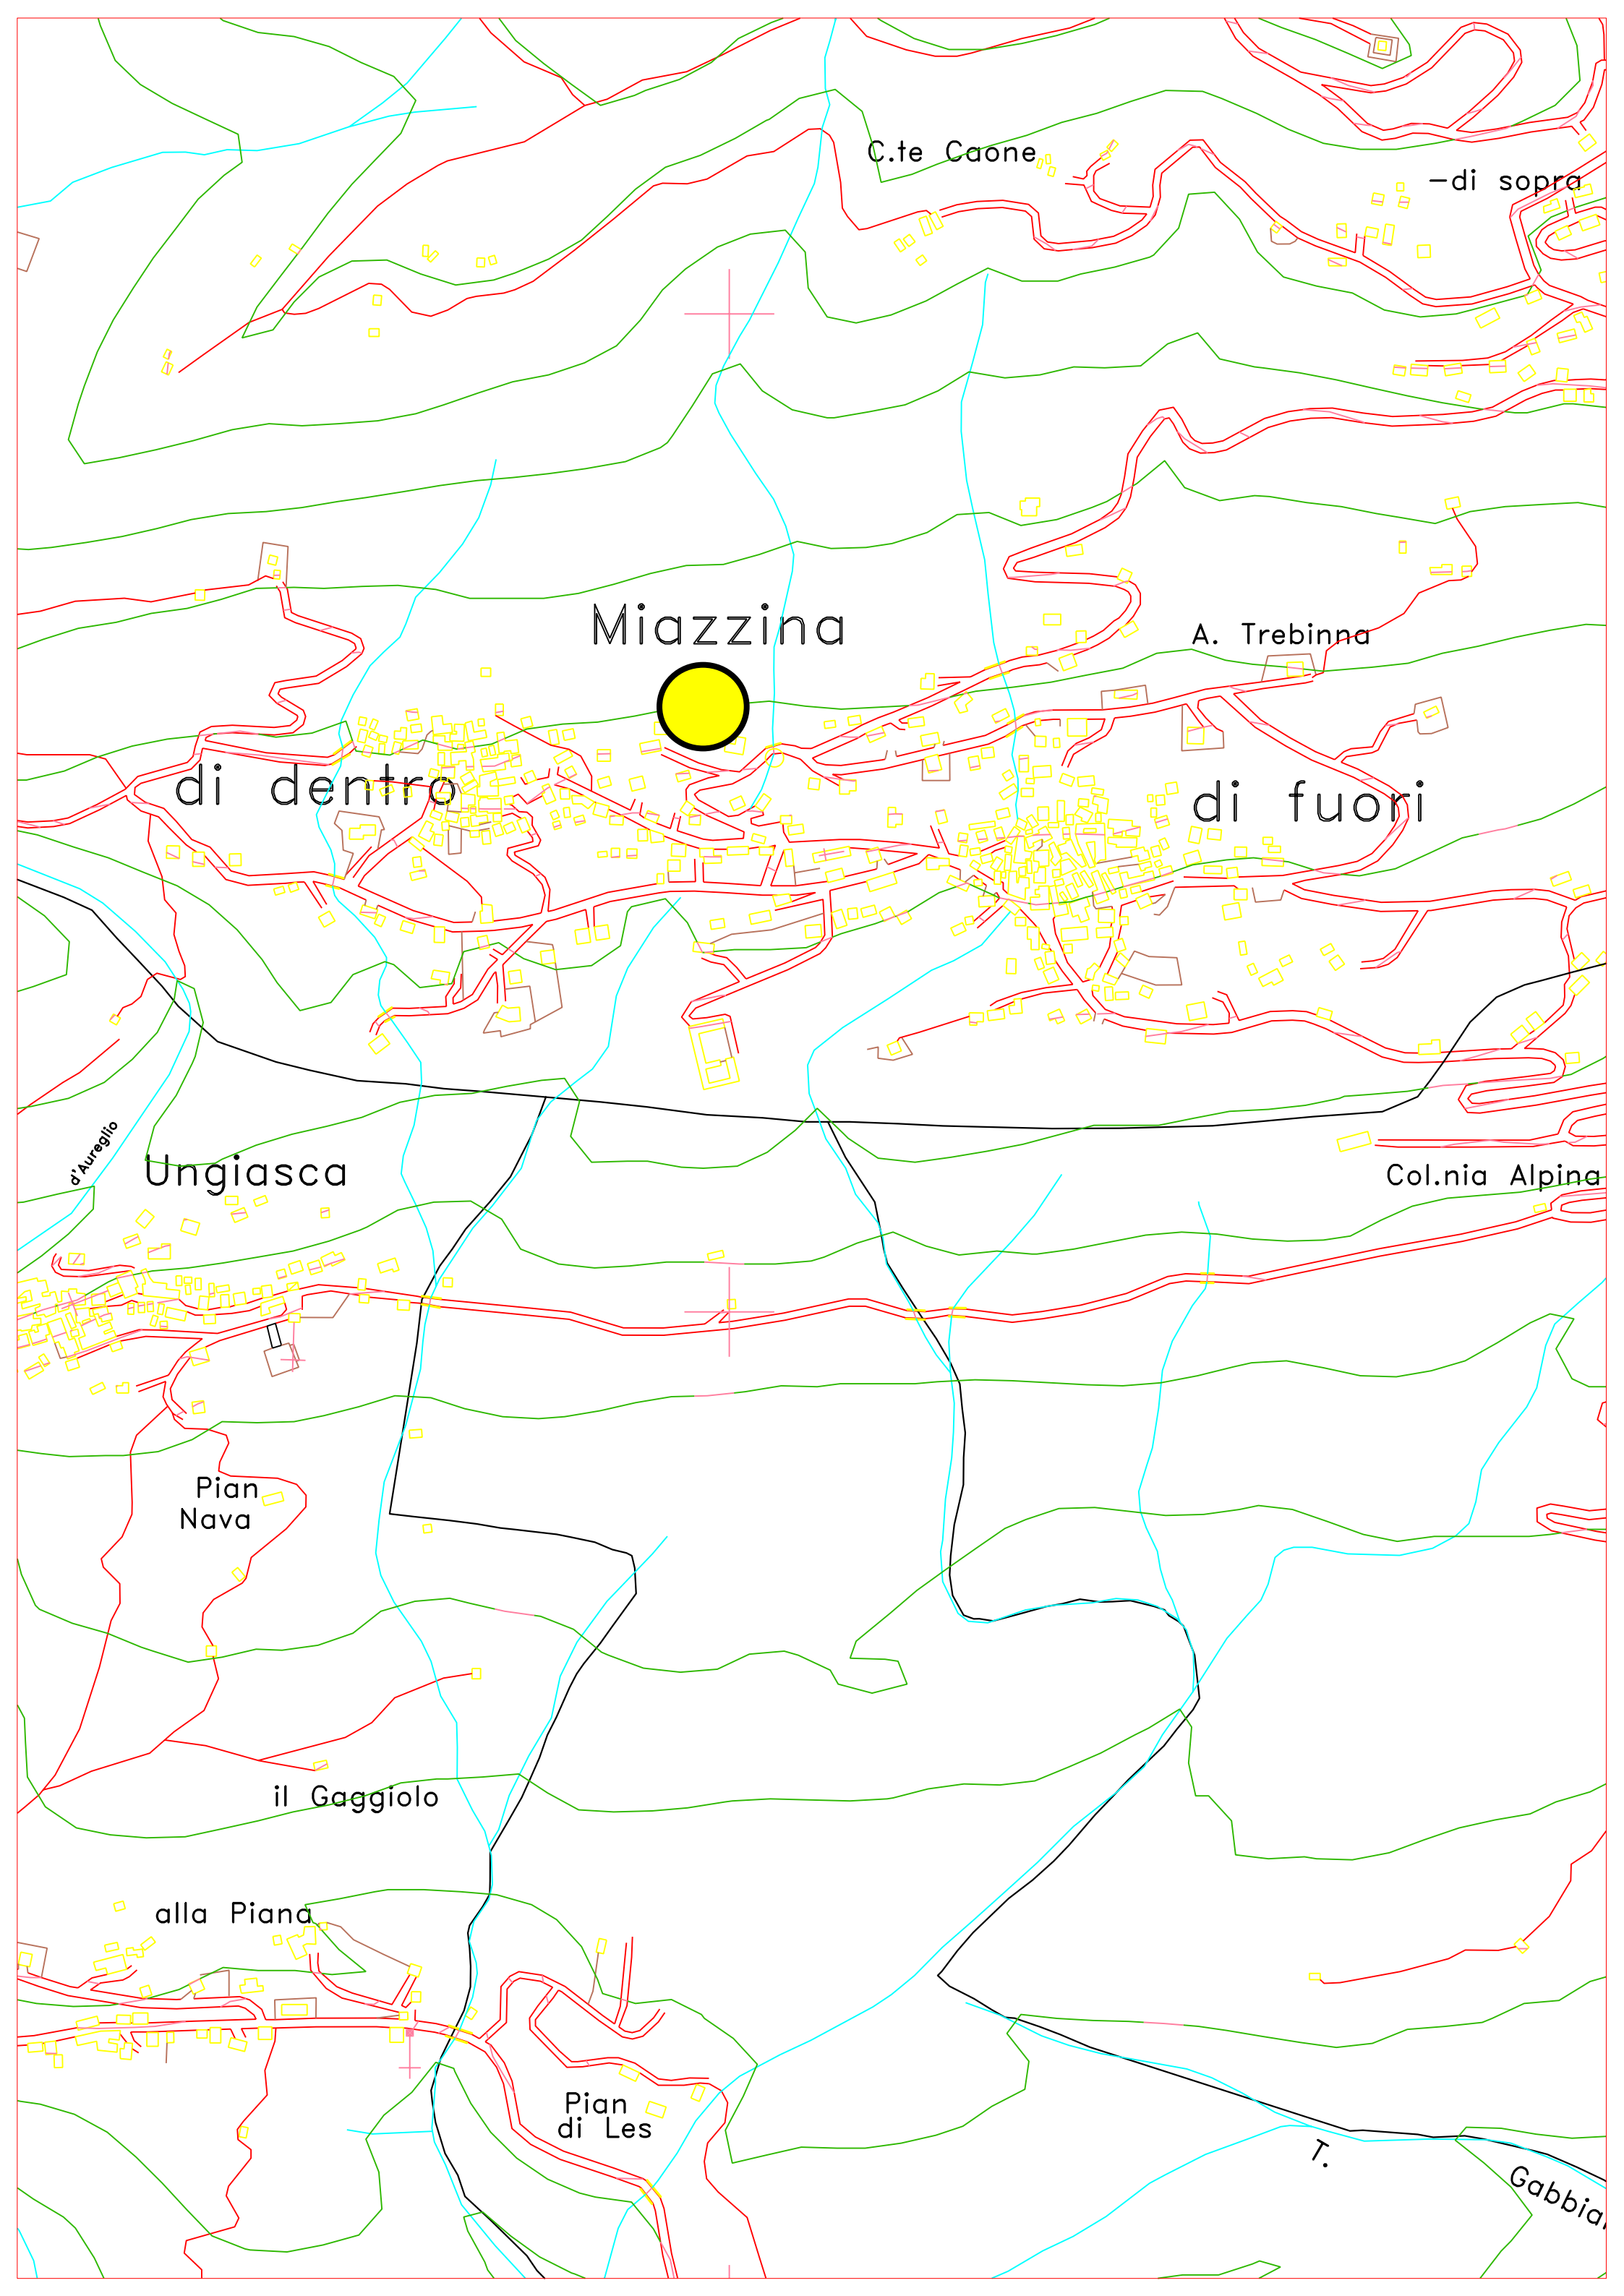 C.te Caone
-di sopra
Miazzina
A. Trebinna
di dentro
di fuori
d'Aureglio
Ungiasca
Col.nia Alpina
Pian
Nava
il Gaggiolo
alla Piana
Pian
di Les
T.